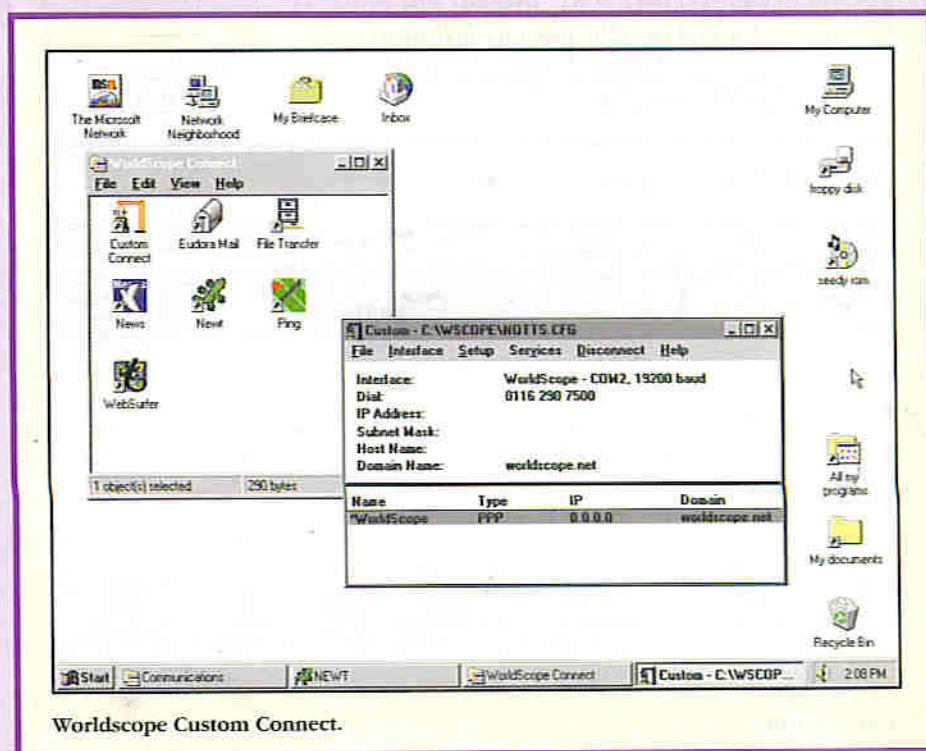 msn
The Microsoft
Network
Network
Neighborhood
My Briefcase
Inbox
My Computer
floppy disk
seedy rom
All my
programs
My documents
Recycle Bin
WorldScope Connect
File Edit View Help
Custom
Connect
Eudora Mail
File Transfer
News
Newt
Ping
WebSurfer
1 object(s) selected 290 bytes
Custom - C:\WSCOPE\NOTTS.CFG
File Interface Setup Services Disconnect Help
Interface: WorldScope - COM2, 19200 baud
Dial: 0116 290 7500
IP Address:
Subnet Mask:
Host Name:
Domain Name: worldscope.net
Name Type IP Domain
*WorldScope PPP 0.0.0.0 worldscope.net
Start Communications NEWT WorldScope Connect Custom - C:\WSCOP... 2:08 PM
Worldscope Custom Connect.